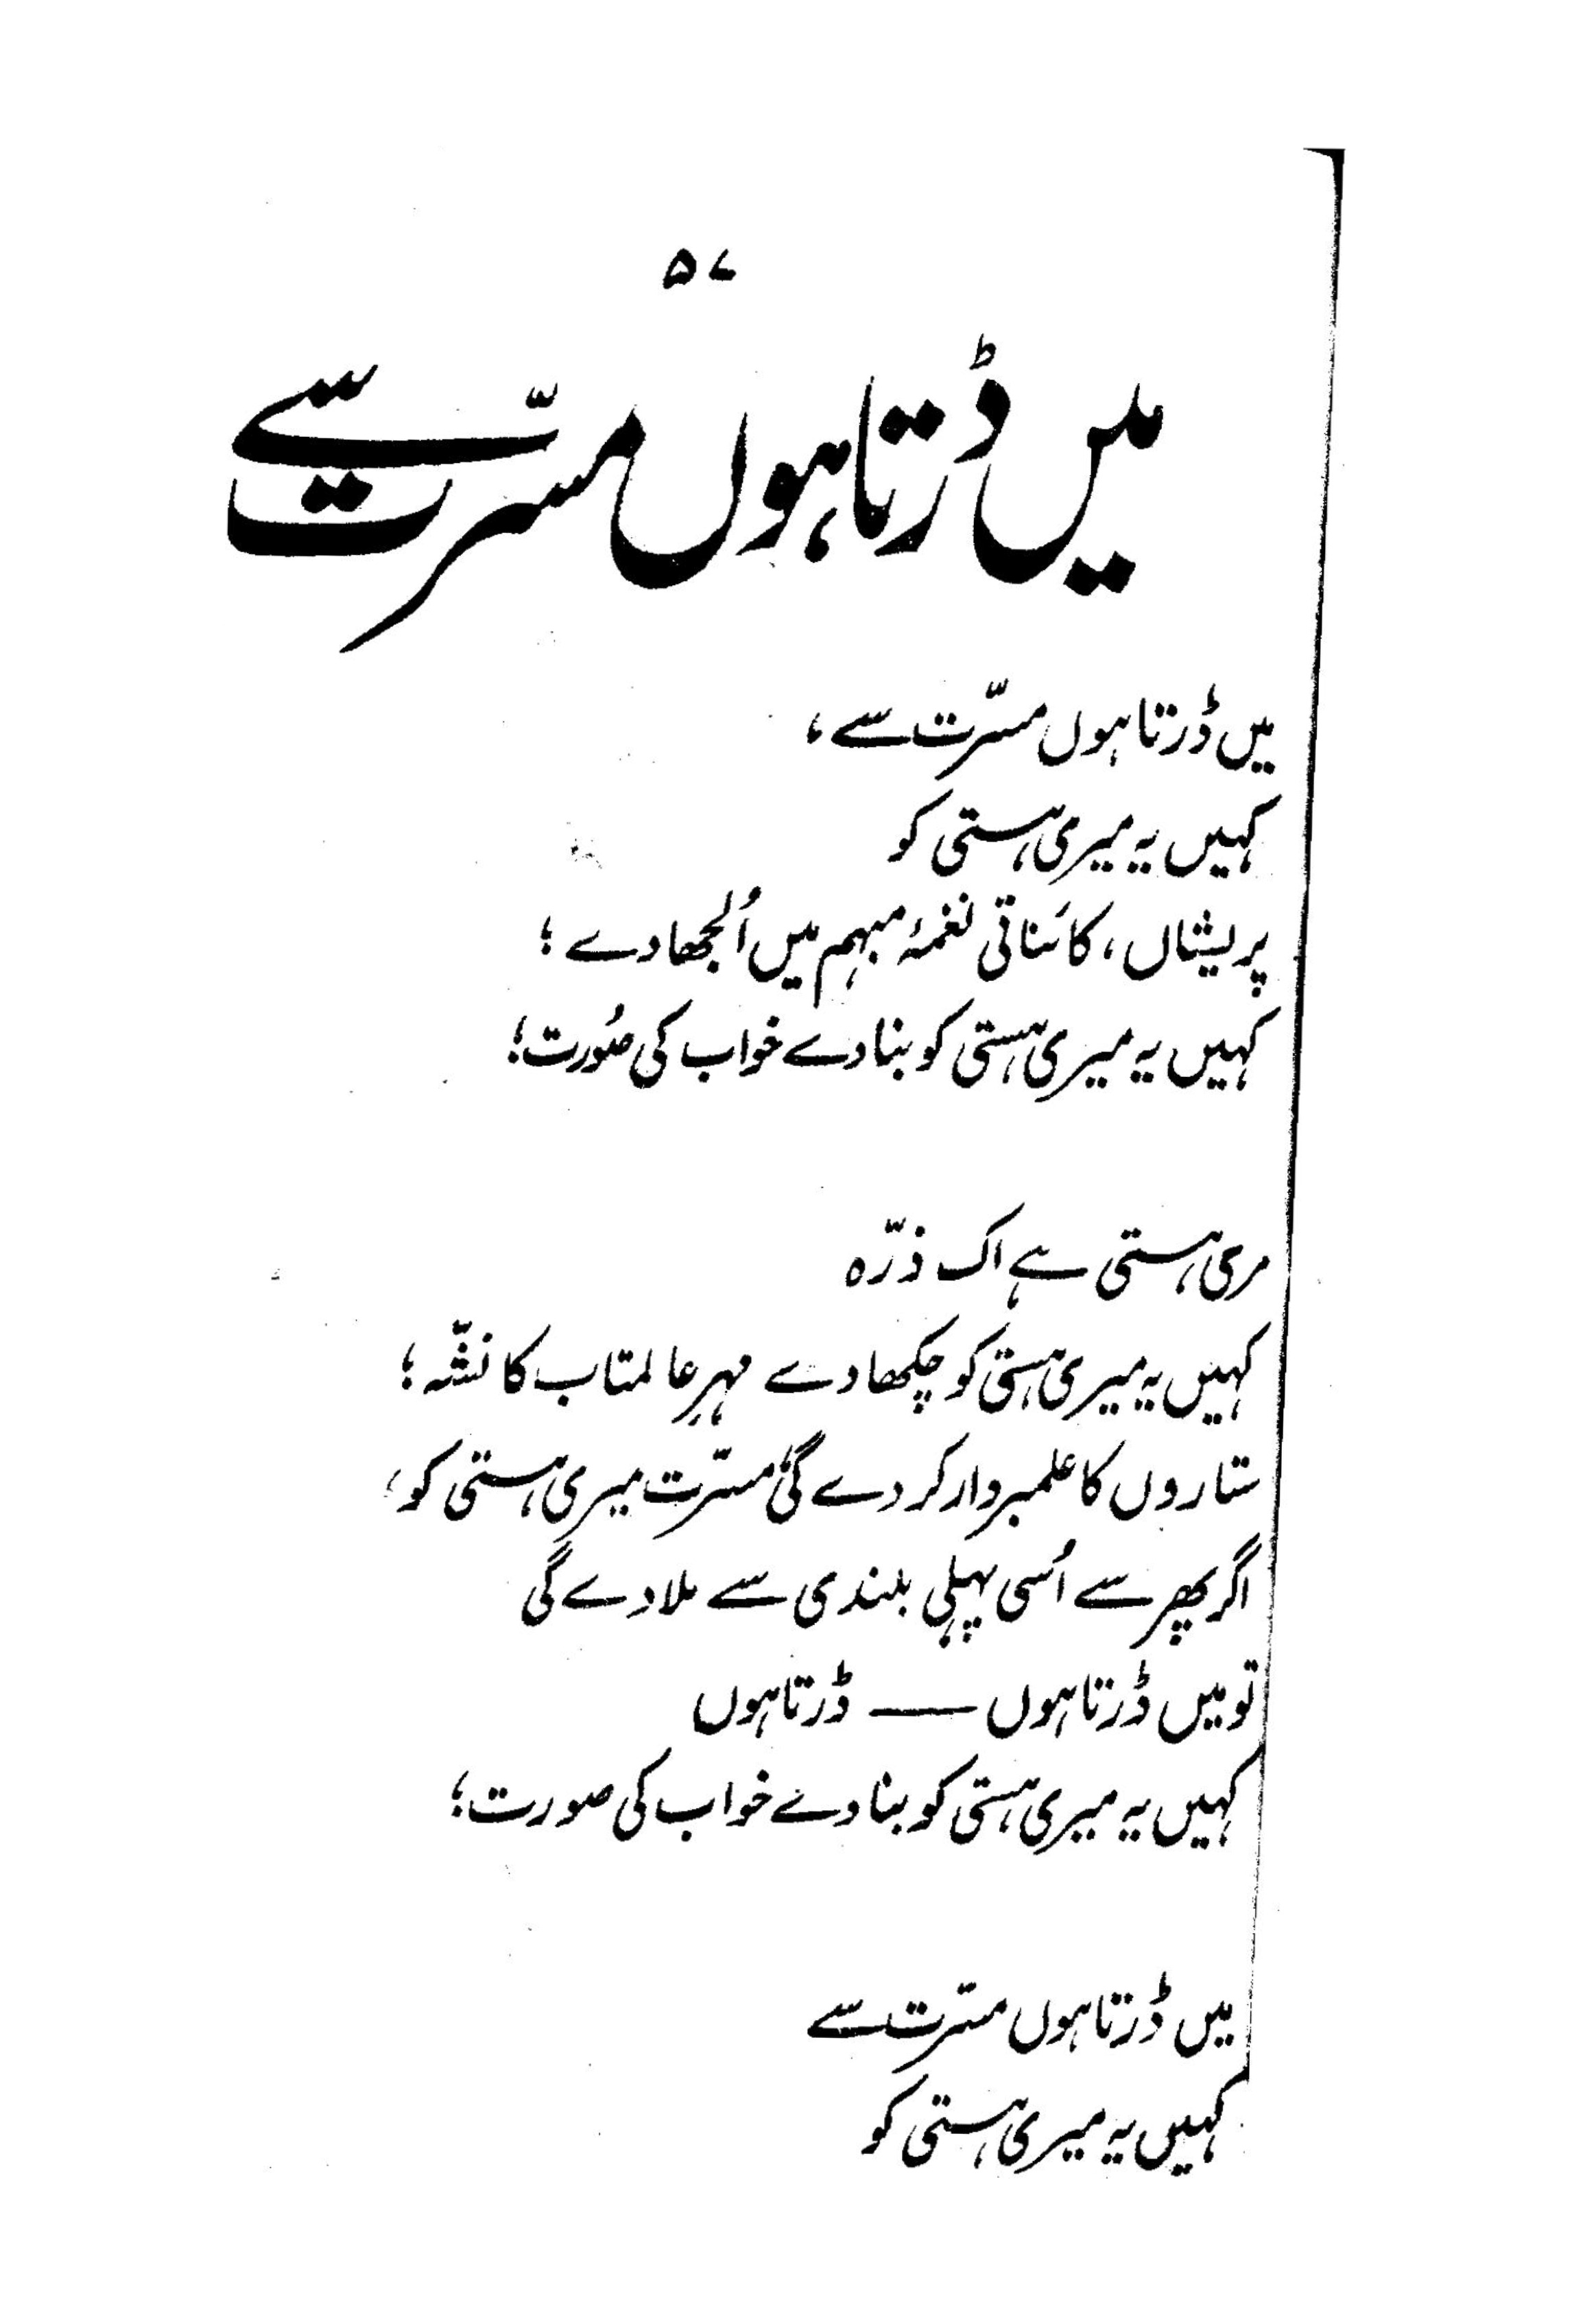 ۵۷
میں ڈرتا ہوں مسرّت سے
میں ڈرتا ہوں مسرّت سے،
کہیں یہ میری ہستی کو
پریشاں، کائناتی نغمۂ مبہم میں اُلجھا دے؛
کہیں یہ میری ہستی کو بنا دے خواب کی صُورت؛
مری ہستی ہے اک ذرّہ
کہیں یہ میری ہستی کو چکھا دے مہرِ عالمتاب کا نشّہ؛
ستاروں کا علمبردار کر دے گی مسرّت میری ہستی کو،
اگر پھر سے اُسی پہلی بلندی سے ملا دے گی
تو میں ڈرتا ہوں — ڈرتا ہوں
کہیں یہ میری ہستی کو بنا دے خواب کی صورت؛
میں ڈرتا ہوں مسّرت سے
کہیں یہ میری ہستی کو